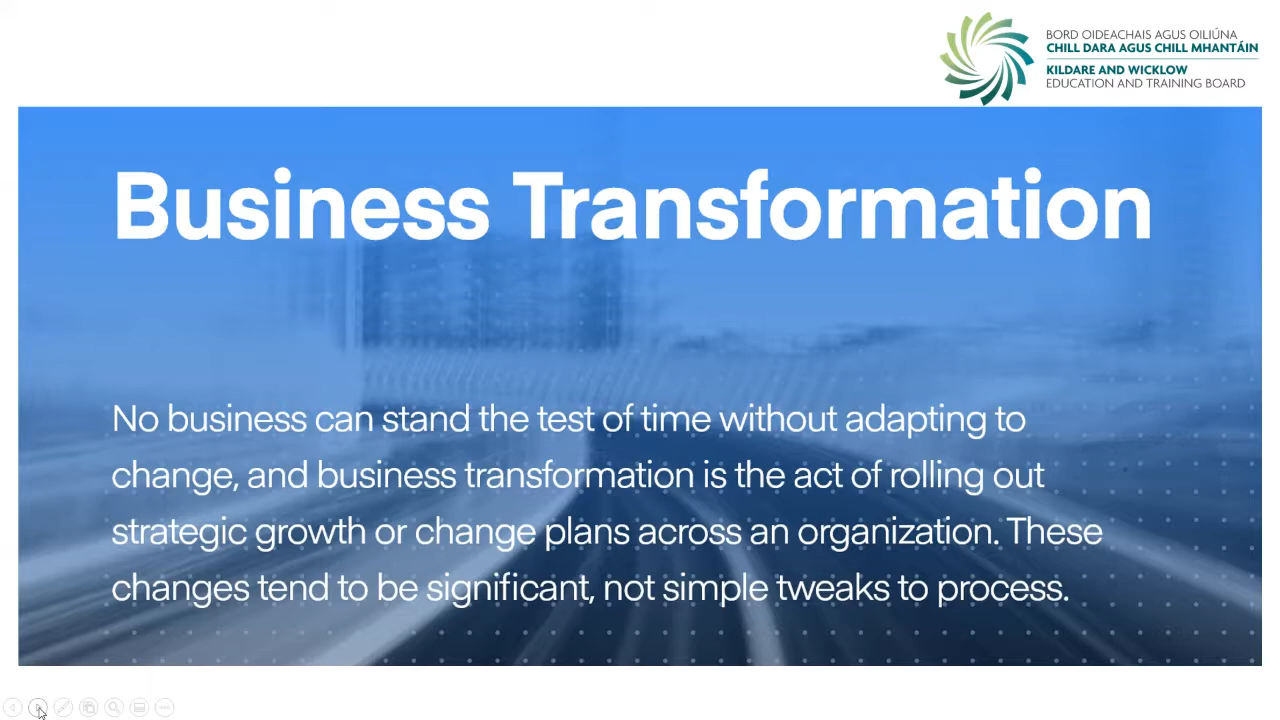 BORD OIDEACHAIS AGUS OILIÚNA
CHILL DARA AGUS CHILL MHANTÁIN
KILDARE AND WICKLOW
EDUCATION AND TRAINING BOARD
Business Transformation
No business can stand the test of time without adapting to
change, and business transformation is the act of rolling out
strategic growth or change plans across an organization. These
changes tend to be significant, not simple tweaks to process.